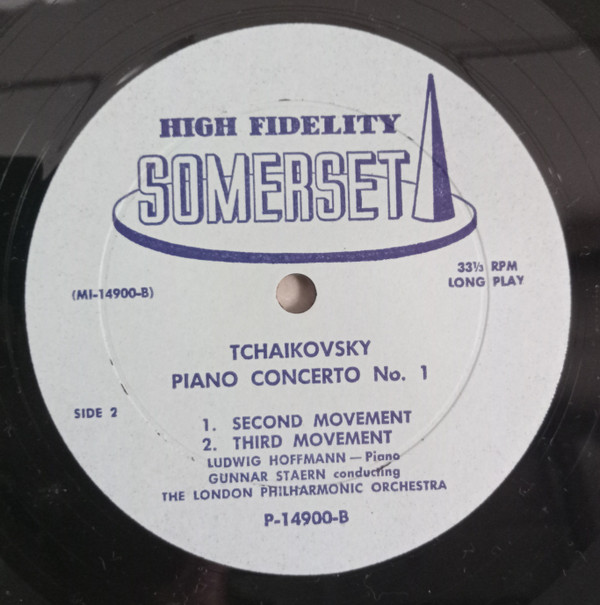 HIGH FIDELITY
SOMERSET
(MI-14900-B)
33⅓ RPM
LONG PLAY
TCHAIKOVSKY
PIANO CONCERTO No. 1
SIDE 2
1. SECOND MOVEMENT
2. THIRD MOVEMENT
LUDWIG HOFFMANN — Piano
GUNNAR STAERN conducting
THE LONDON PHILHARMONIC ORCHESTRA
P-14900-B